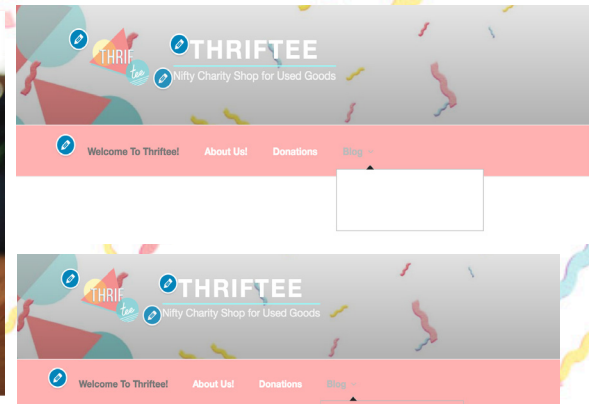 THRIF
tee
THRIFTEE
Nifty Charity Shop for Used Goods
Welcome To Thriftee!
About Us!
Donations
Blog
THRIF
tee
THRIFTEE
Nifty Charity Shop for Used Goods
Welcome To Thriftee!
About Us!
Donations
Blog